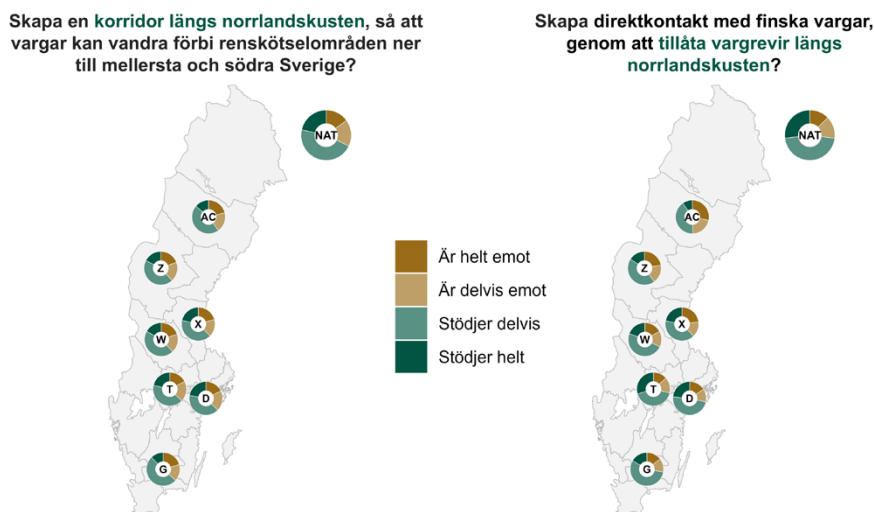 Skapa en korridor längs norrlandskusten, så att
vargar kan vandra förbi renskötselområden ner
till mellersta och södra Sverige?
Skapa direktkontakt med finska vargar,
genom att tillåta vargrevir längs
norrlandskusten?
NAT
AC
Z
X
W
T
D
G
Är helt emot
Är delvis emot
Stödjer delvis
Stödjer helt
NAT
AC
Z
X
W
T
D
G